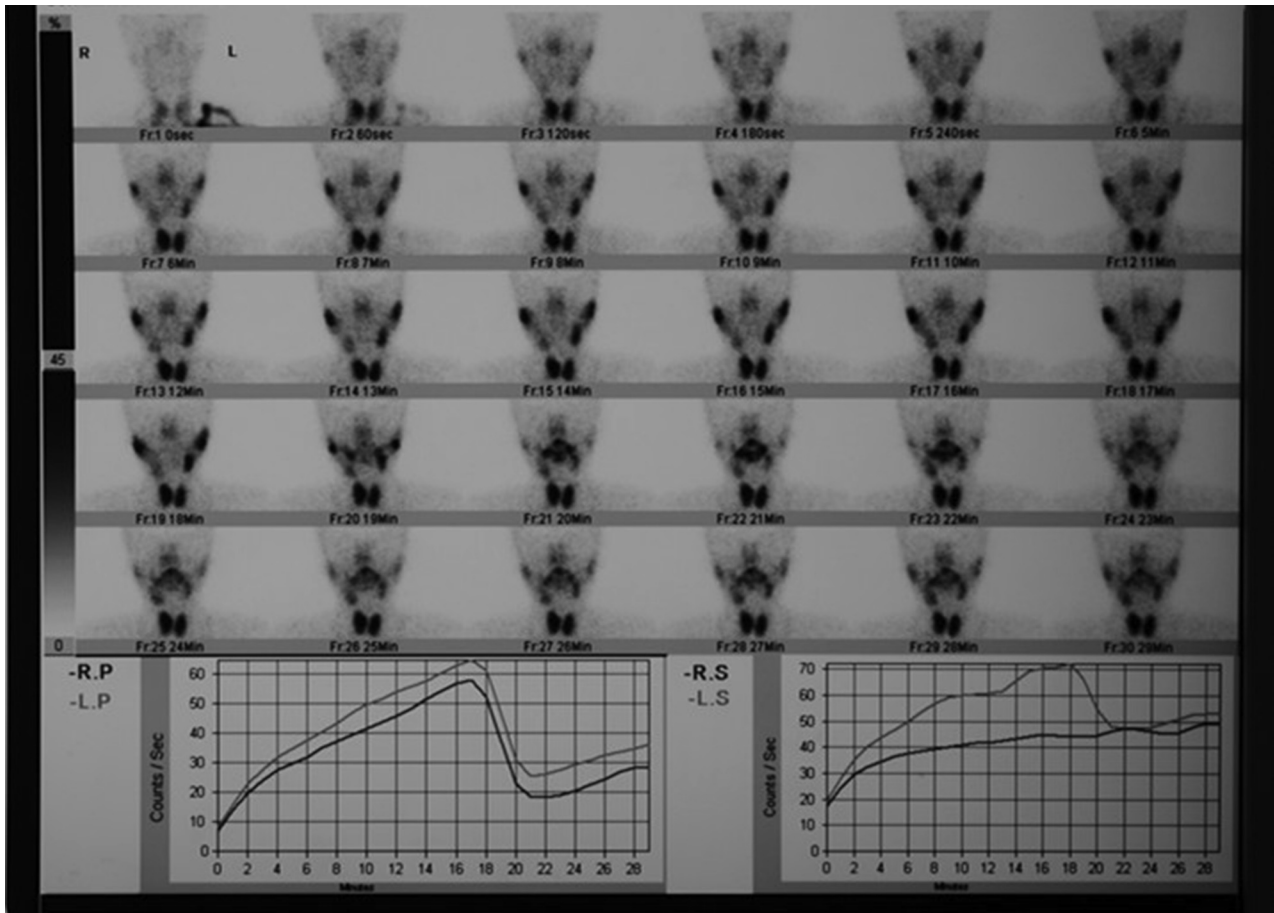 %
R L
Fr:1 0sec Fr:2 60sec Fr:3 120sec Fr:4 180sec Fr:5 240sec Fr:6 5Min
Fr:7 6Min Fr:8 7Min Fr:9 8Min Fr:10 9Min Fr:11 10Min Fr:12 11Min
45
Fr:13 12Min Fr:14 13Min Fr:15 14Min Fr:16 15Min Fr:17 16Min Fr:18 17Min
Fr:19 18Min Fr:20 19Min Fr:21 20Min Fr:22 21Min Fr:23 22Min Fr:24 23Min
0
Fr:25 24Min Fr:26 25Min Fr:27 26Min Fr:28 27Min Fr:29 28Min Fr:30 29Min
-R.P
-L.P
Counts / Sec
60
50
40
30
20
10
0
0 2 4 6 8 10 12 14 16 18 20 22 24 26 28
Minutes
-R.S
-L.S
Counts / Sec
70
60
50
40
30
20
10
0
0 2 4 6 8 10 12 14 16 18 20 22 24 26 28
Minutes